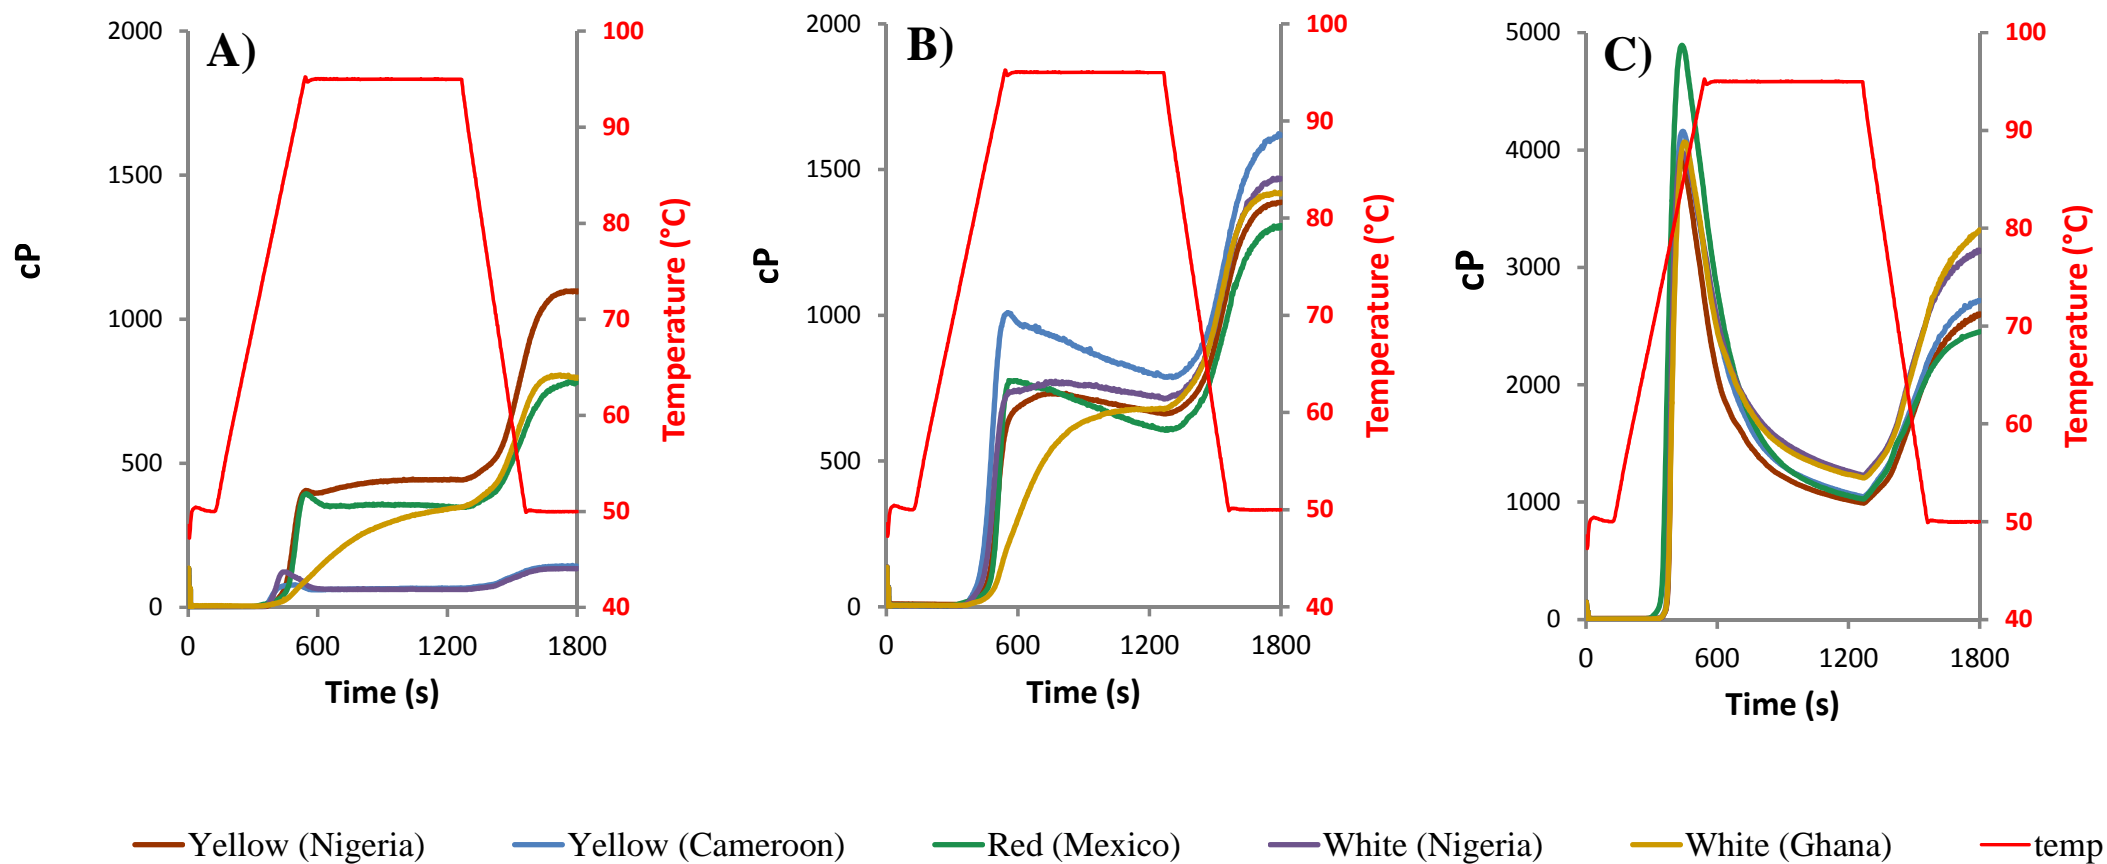 A)
2000
1500
1000
500
0
cP
100
90
80
70
60
50
40
Temperature (°C)
0 600 1200 1800
Time (s)
B)
2000
1500
1000
500
0
cP
100
90
80
70
60
50
40
Temperature (°C)
0 600 1200 1800
Time (s)
C)
5000
4000
3000
2000
1000
0
cP
100
90
80
70
60
50
40
Temperature (°C)
0 600 1200 1800
Time (s)
Yellow (Nigeria) Yellow (Cameroon) Red (Mexico) White (Nigeria) White (Ghana) temp